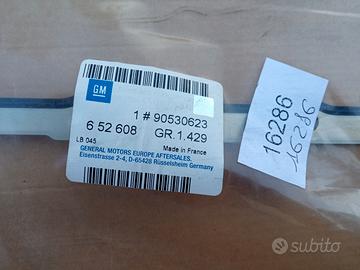 GM
1 # 90530623
6 52 608 GR.1.429
LB 045
Made in France
GENERAL MOTORS EUROPE AFTERSALES.
Eisenstrasse 2-4, D-65428 Rüsselsheim Germany
16286
16286
subito